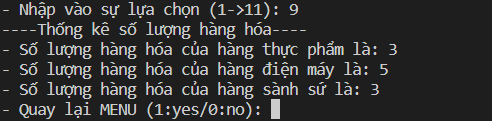 - Nhập vào sự lựa chọn (1->11): 9
----Thống kê số lượng hàng hóa----
- Số lượng hàng hóa của hàng thực phẩm là: 3
- Số lượng hàng hóa của hàng điện máy là: 5
- Số lượng hàng hóa của hàng sành sứ là: 3
- Quay lại MENU (1:yes/0:no):